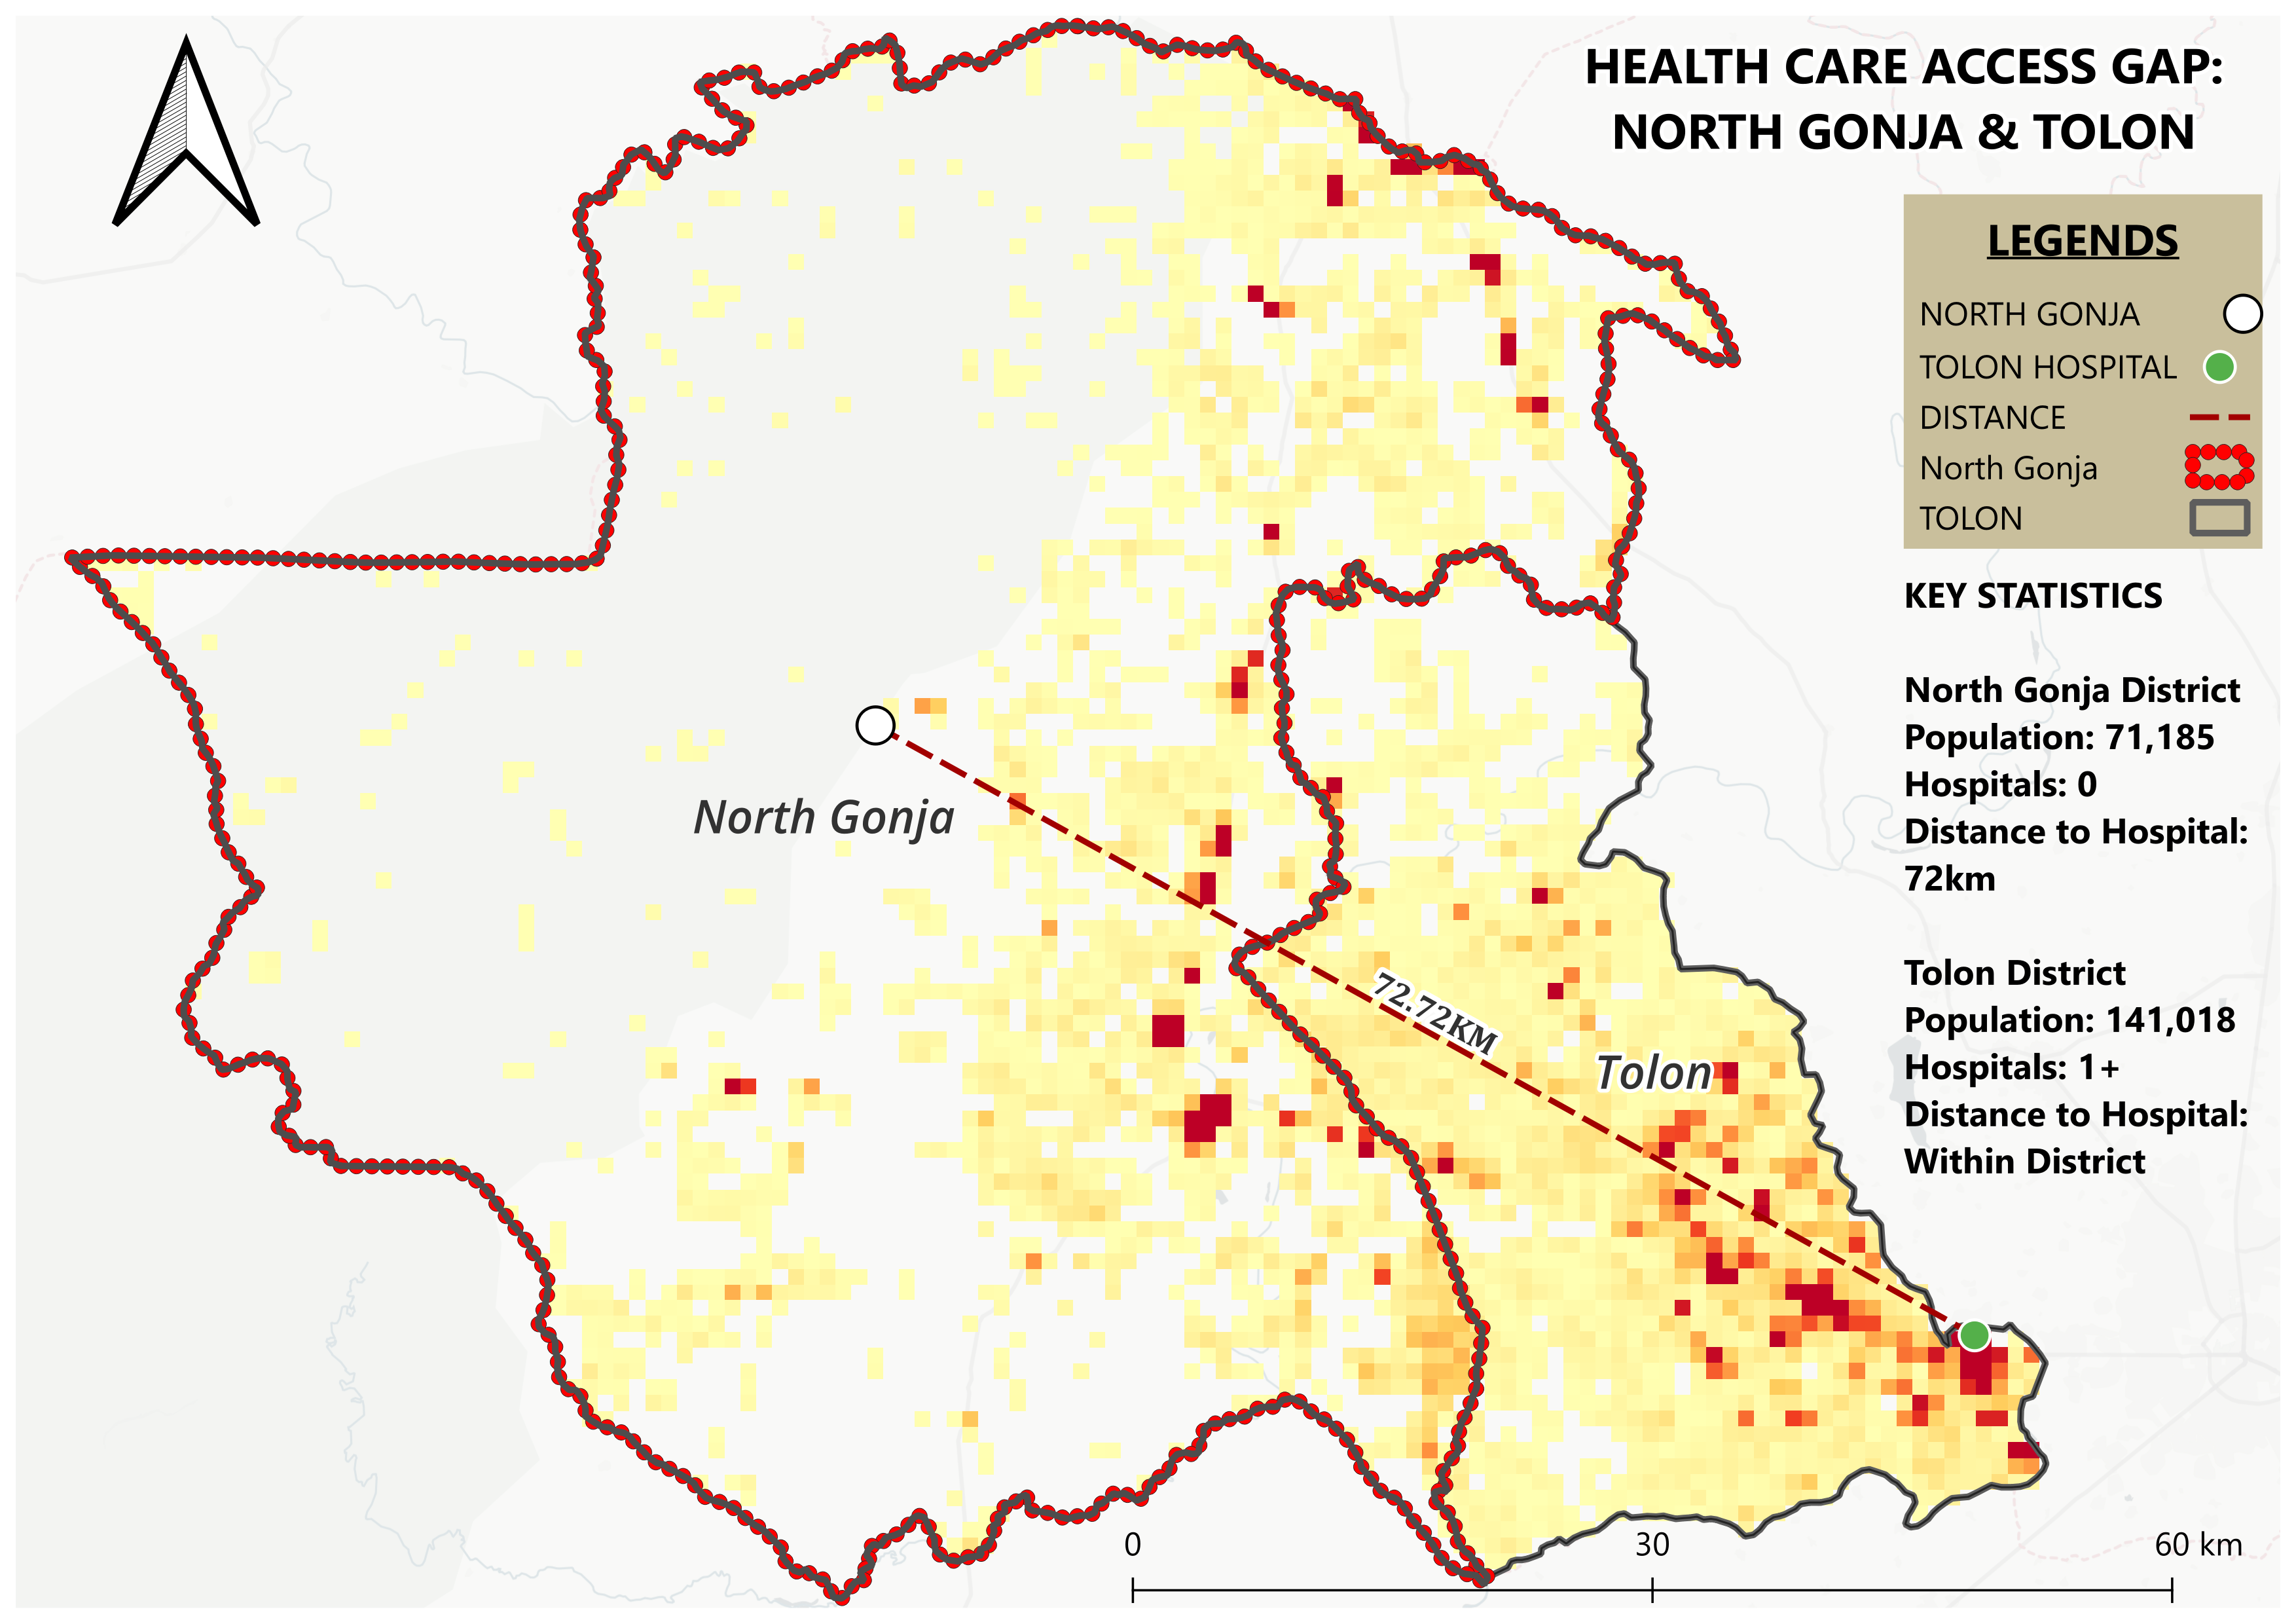 HEALTH CARE ACCESS GAP:
NORTH GONJA & TOLON
LEGENDS
NORTH GONJA
TOLON HOSPITAL
DISTANCE
North Gonja
TOLON
KEY STATISTICS
North Gonja District
Population: 71,185
Hospitals: 0
Distance to Hospital:
72km
Tolon District
Population: 141,018
Hospitals: 1+
Distance to Hospital:
Within District
North Gonja
72.72KM
Tolon
0 30 60 km